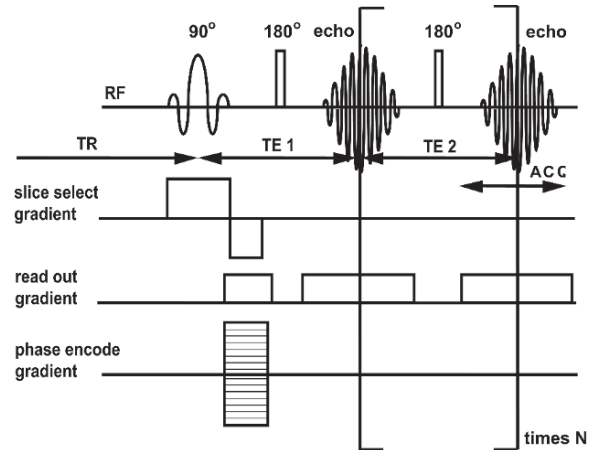 90° 180° echo 180° echo
RF
TR TE 1 TE 2
ACQ
slice select
gradient
read out
gradient
phase encode
gradient
times N